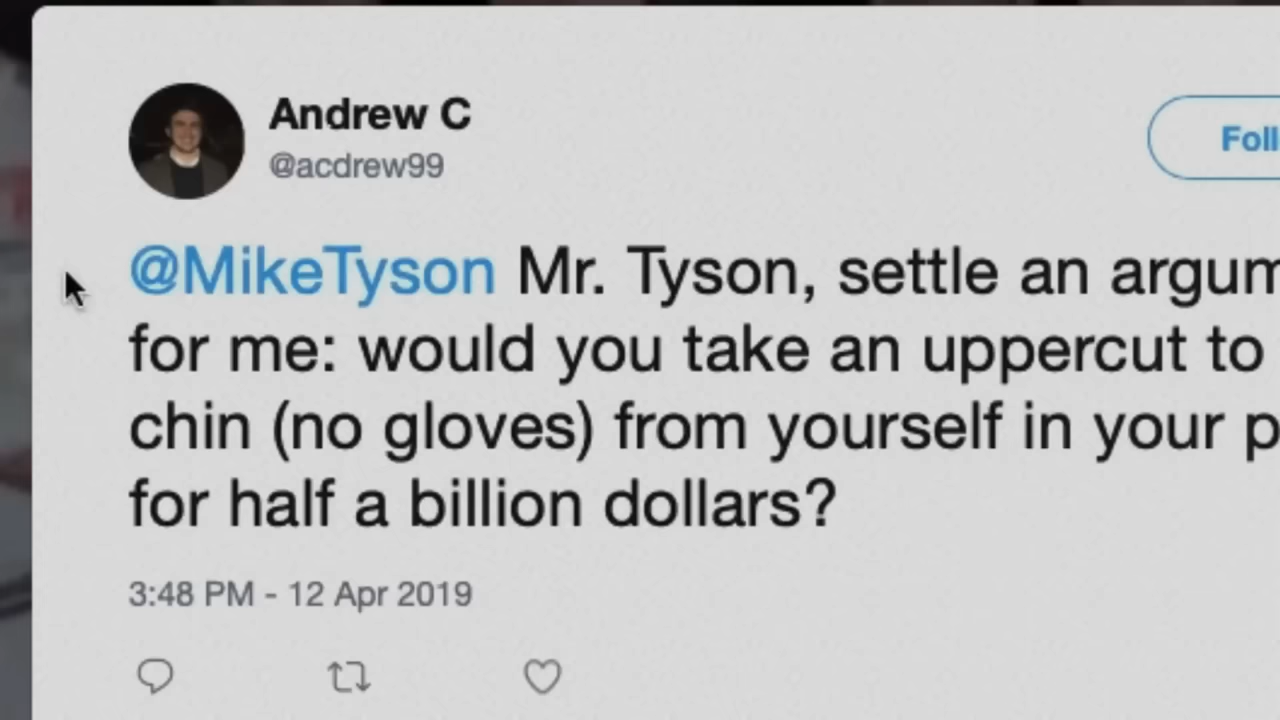 Andrew C
@acdrew99
Foll
@MikeTyson Mr. Tyson, settle an argum
for me: would you take an uppercut to
chin (no gloves) from yourself in your p
for half a billion dollars?
3:48 PM - 12 Apr 2019